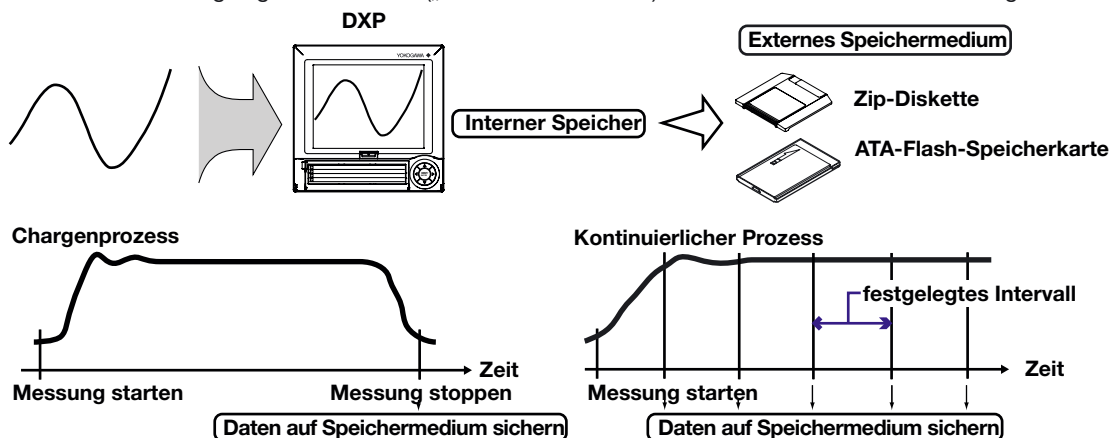 DXP
YOKOGAWA
Externes Speichermedium
Interner Speicher
Zip-Diskette
ATA-Flash-Speicherkarte
Chargenprozess
Zeit
Messung starten
Messung stoppen
Daten auf Speichermedium sichern
Kontinuierlicher Prozess
festgelegtes Intervall
Zeit
Messung starten
Daten auf Speichermedium sichern